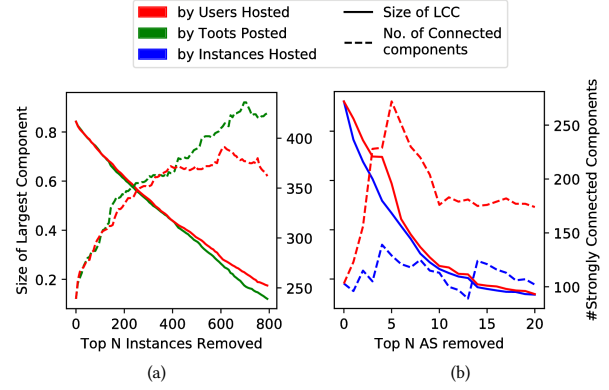 by Users Hosted
by Toots Posted
by Instances Hosted
Size of LCC
No. of Connected
components
Size of Largest Component
0.8
0.6
0.4
0.2
400
350
300
250
0 200 400 600 800
Top N Instances Removed
(a)
250
200
150
100
#Strongly Connected Components
0 5 10 15 20
Top N AS removed
(b)